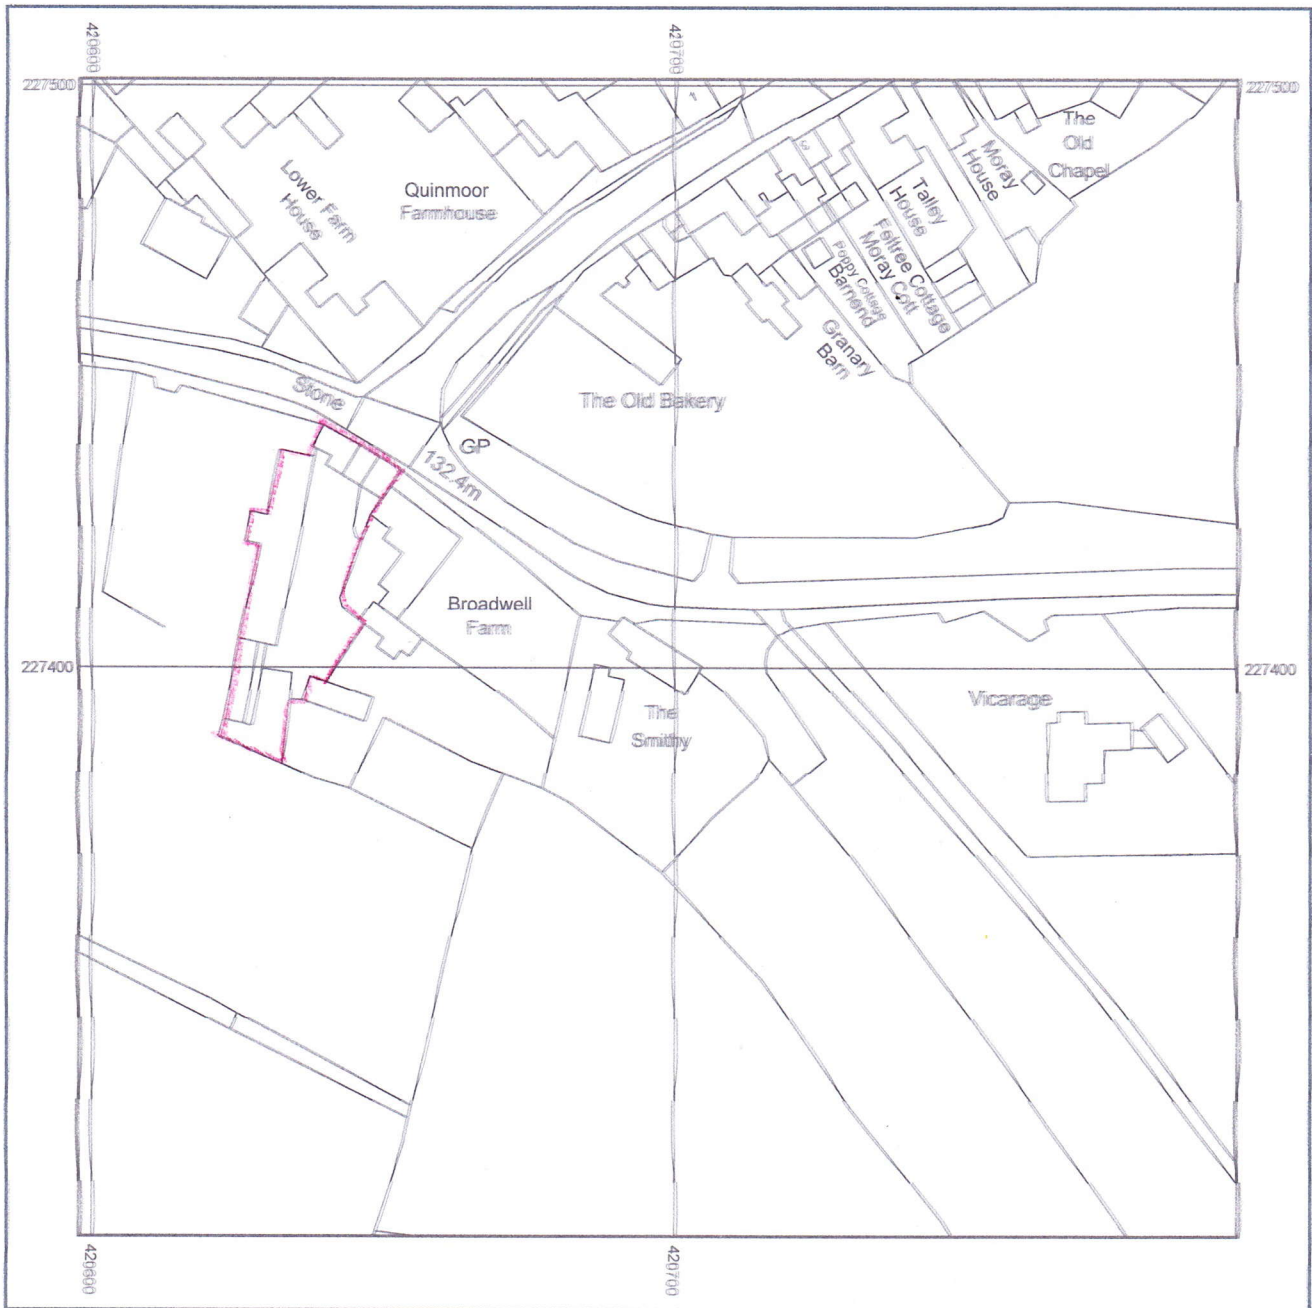 420600
420700
227500
227500
The
Old
Chapel
Moray
House
Talley
House
Lower Farm
House
Quinmoor
Farmhouse
Feltree Cottage
Moray Cott
Poppy Cottage
Barnend
Granary
Barn
Stone
The Old Bakery
GP
132.4m
Broadwell
Farm
227400
227400
The
Smithy
Vicarage
420600
420700